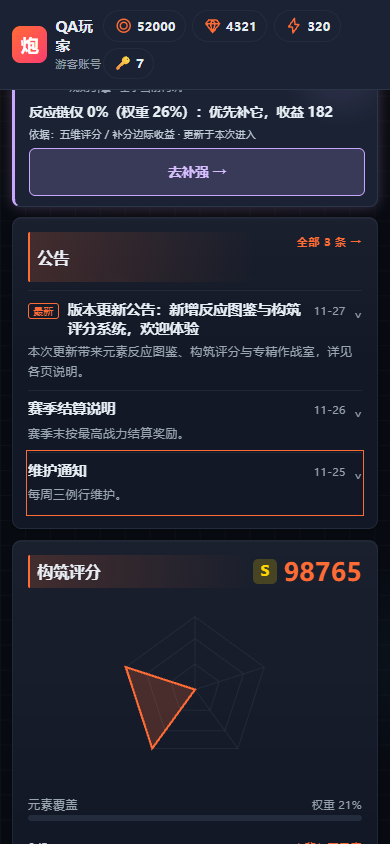 炮
QA玩家
游客账号
52000
4321
320
7
反应链仅 0%（权重 26%）：优先补它，收益 182
依据：五维评分 / 补分边际收益 · 更新于本次进入
去补强 →
公告
全部 3 条 →
最新
版本更新公告：新增反应图鉴与构筑
评分系统，欢迎体验
11-27
本次更新带来元素反应图鉴、构筑评分与专精作战室，详见
各页说明。
赛季结算说明
11-26
赛季末按最高战力结算奖励。
维护通知
11-25
每周三例行维护。
构筑评分
S
98765
元素覆盖
权重 21%